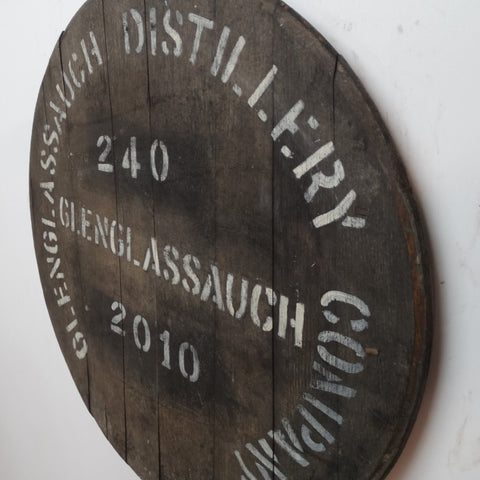 GLENGLASSAUCH DISTILLERY COMPANY
240
GLENGLASSAUCH
2010